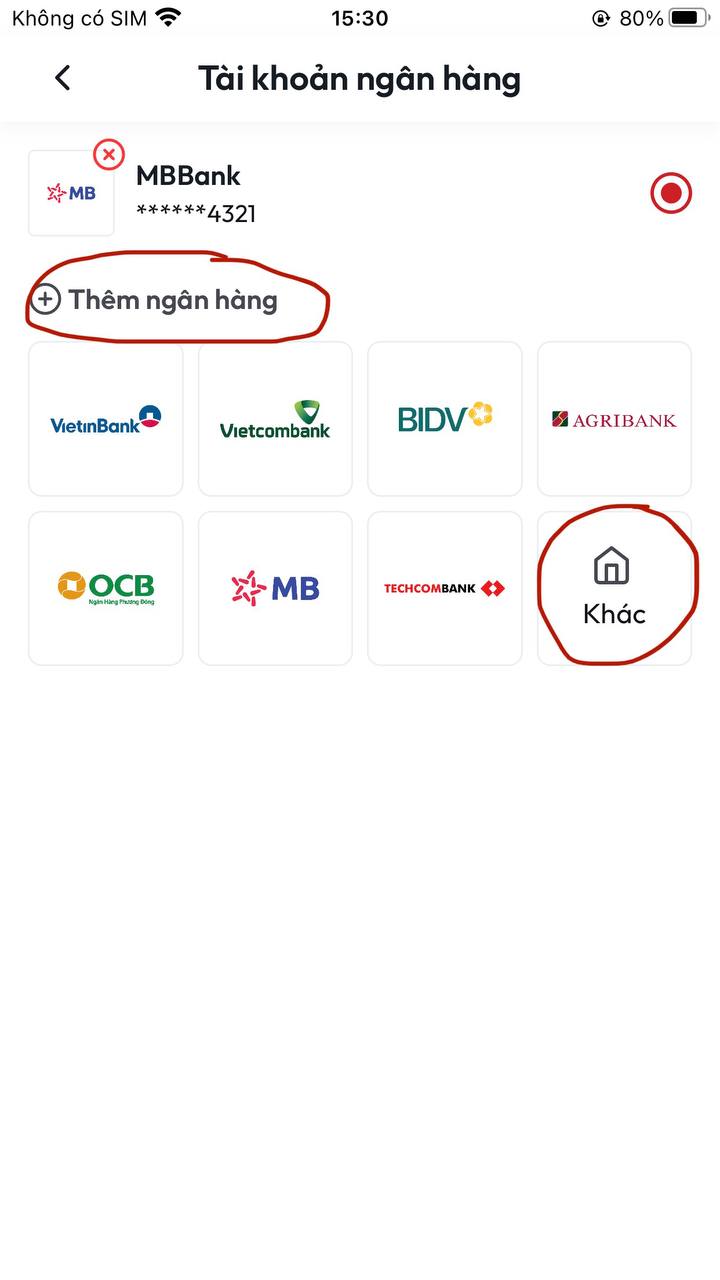 Không có SIM 15:30 80%
Tài khoản ngân hàng
MB
MBBank
******4321
Thêm ngân hàng
VietinBank
Vietcombank
BIDV
AGRIBANK
OCB
Ngân Hàng Phương Đông
MB
TECHCOMBANK
Khác